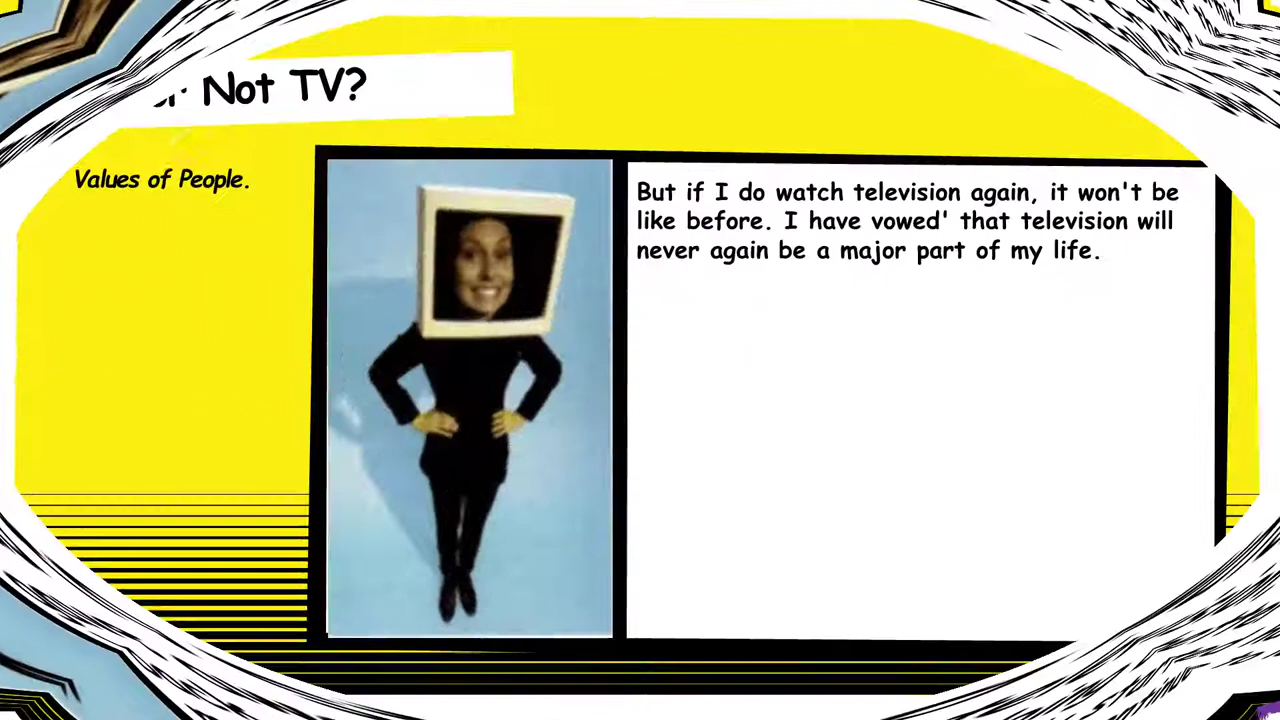 Not TV?
Values of People.
But if I do watch television again, it won't be
like before. I have vowed' that television will
never again be a major part of my life.